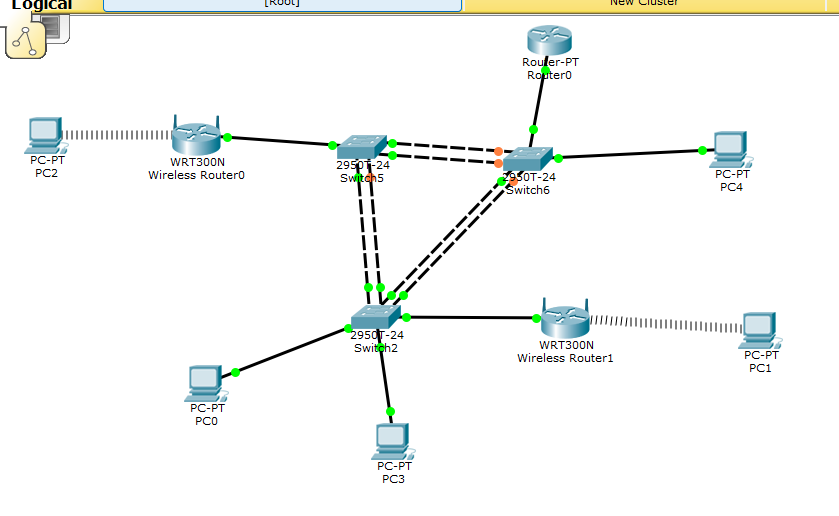 Logical
[Root]
New Cluster
Router-PT
Router0
PC-PT
PC2
WRT300N
Wireless Router0
2950T-24
Switch5
2950T-24
Switch6
PC-PT
PC4
2950T-24
Switch2
WRT300N
Wireless Router1
PC-PT
PC1
PC-PT
PC0
PC-PT
PC3